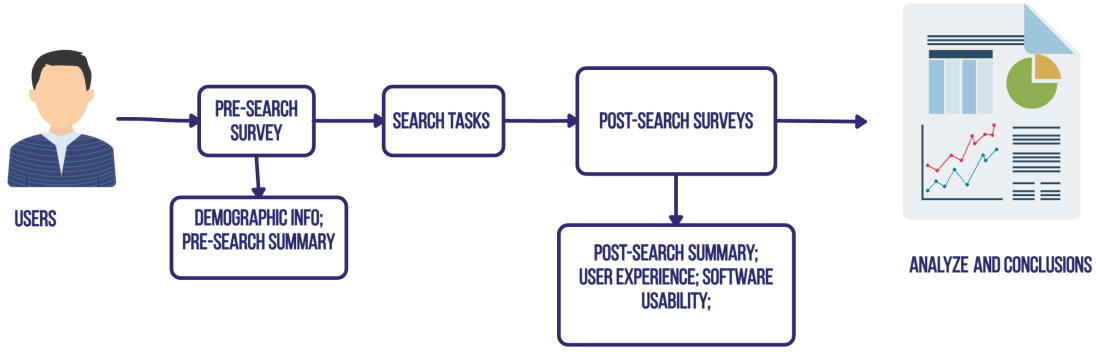 USERS
PRE-SEARCH
SURVEY
DEMOGRAPHIC INFO;
PRE-SEARCH SUMMARY
SEARCH TASKS
POST-SEARCH SURVEYS
POST-SEARCH SUMMARY;
USER EXPERIENCE; SOFTWARE
USABILITY;
ANALYZE AND CONCLUSIONS